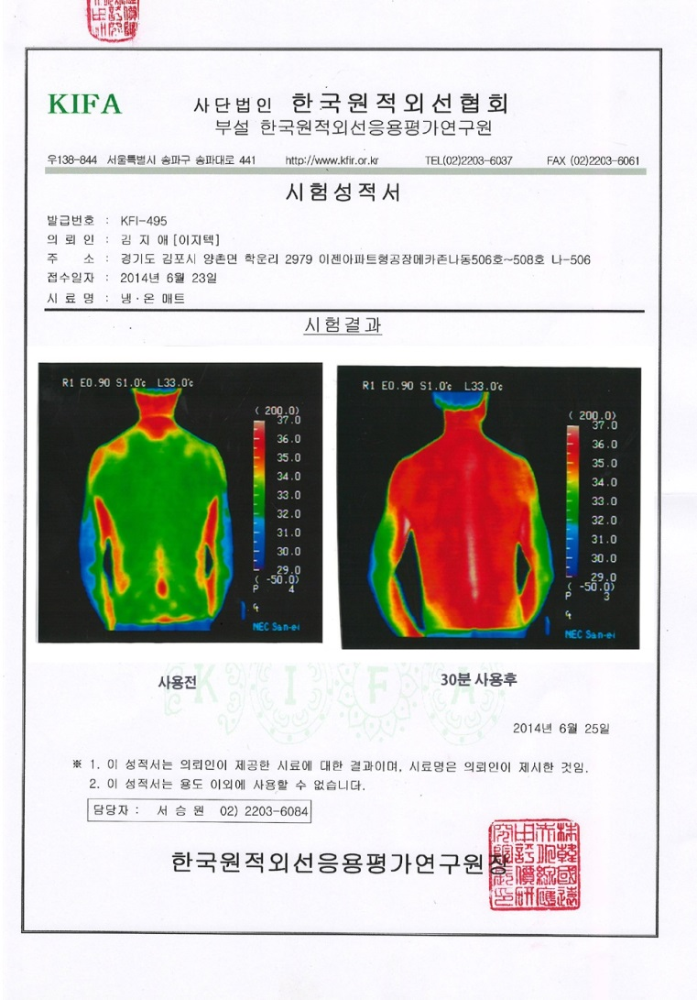 KIFA
사단법인 한국원적외선협회
부설 한국원적외선응용평가연구원
우138-844 서울특별시 송파구 송파대로 441 http://www.kfir.or.kr TEL(02)2203-6037 FAX (02)2203-6061
시험성적서
발급번호 : KFI-495
의뢰인 : 김지애[이지텍]
주 소 : 경기도 김포시 양촌면 학운리 2979 이젠아파트형공장메카존나동506호~508호 나-506
접수일자 : 2014년 6월 23일
시료명 : 냉·온 매트
시험결과
R1 E0.90 S1.0℃ L33.0℃
( 200.0)
37.0
36.0
35.0
34.0
33.0
32.0
31.0
30.0
29.0
( -50.0)
P 4
NEC San-ei
R1 E0.90 S1.0℃ L33.0℃
( 200.0)
37.0
36.0
35.0
34.0
33.0
32.0
31.0
30.0
29.0
( -50.0)
P 3
NEC San-ei
KIFA
사용전
30분 사용후
2014년 6월 25일
※ 1. 이 성적서는 의뢰인이 제공한 시료에 대한 결과이며, 시료명은 의뢰인이 제시한 것임.
2. 이 성적서는 용도 이외에 사용할 수 없습니다.
담당자 : 서승원 02) 2203-6084
한국원적외선응용평가연구원장